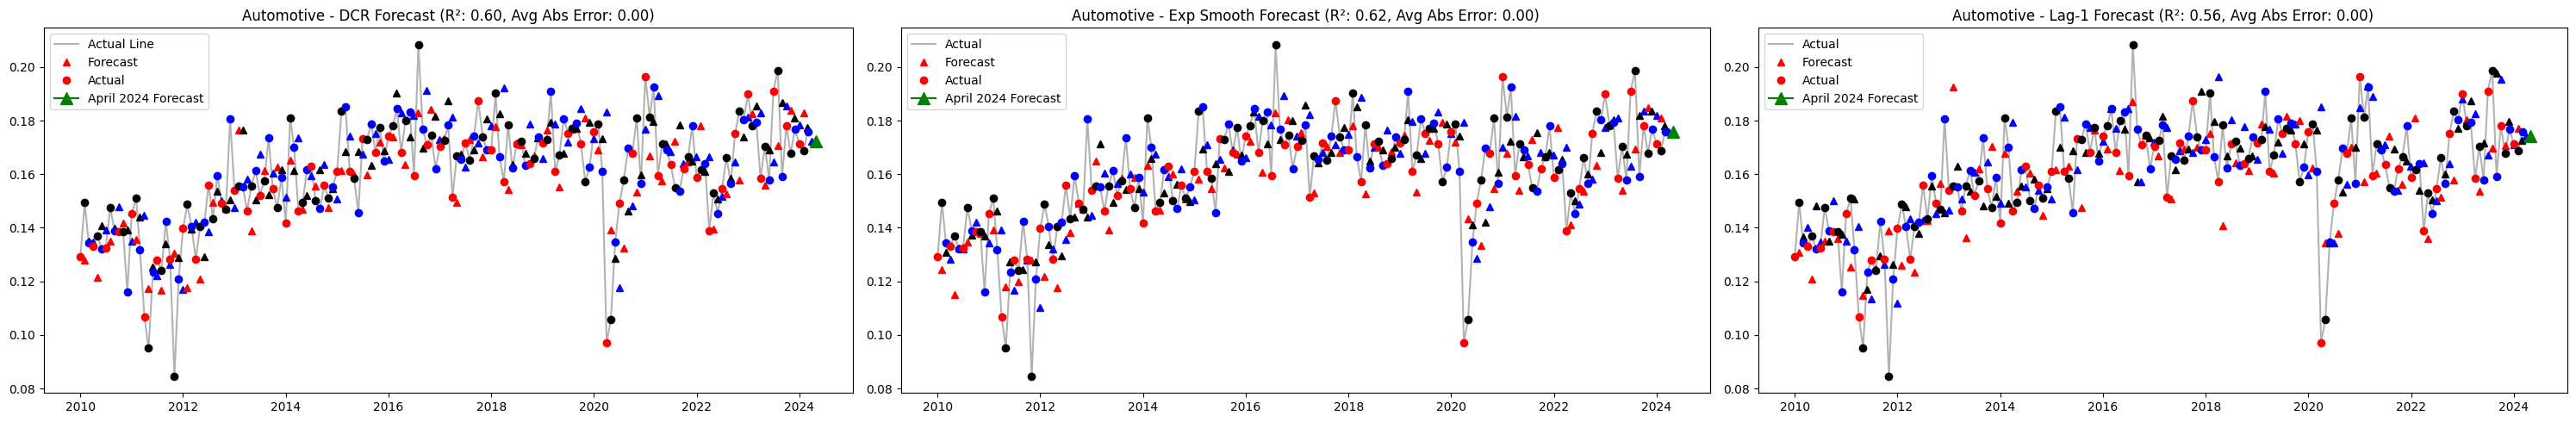 Automotive - DCR Forecast (R²: 0.60, Avg Abs Error: 0.00)
Actual Line
Forecast
Actual
April 2024 Forecast
0.20
0.18
0.16
0.14
0.12
0.10
0.08
2010 2012 2014 2016 2018 2020 2022 2024
Automotive - Exp Smooth Forecast (R²: 0.62, Avg Abs Error: 0.00)
Actual
Forecast
Actual
April 2024 Forecast
0.20
0.18
0.16
0.14
0.12
0.10
0.08
2010 2012 2014 2016 2018 2020 2022 2024
Automotive - Lag-1 Forecast (R²: 0.56, Avg Abs Error: 0.00)
Actual
Forecast
Actual
April 2024 Forecast
0.20
0.18
0.16
0.14
0.12
0.10
0.08
2010 2012 2014 2016 2018 2020 2022 2024